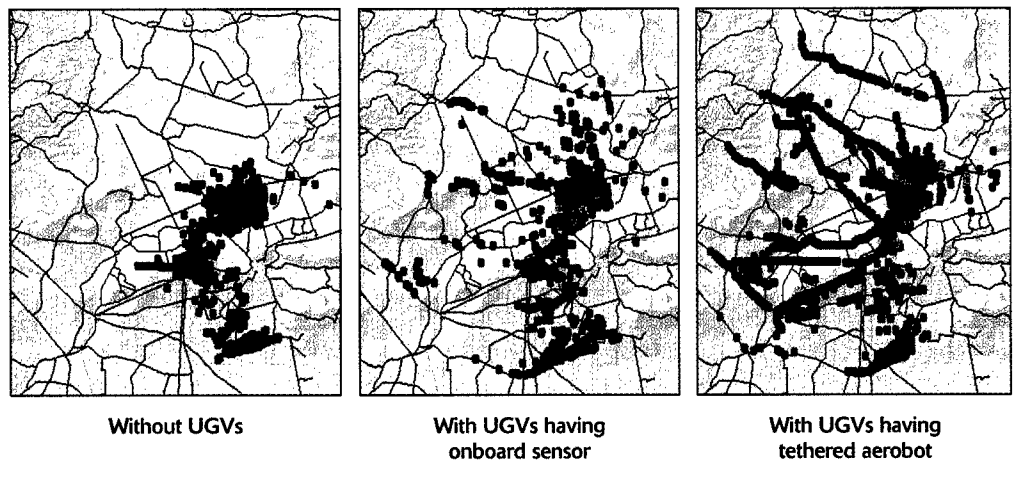 Without UGVs
With UGVs having
onboard sensor
With UGVs having
tethered aerobot